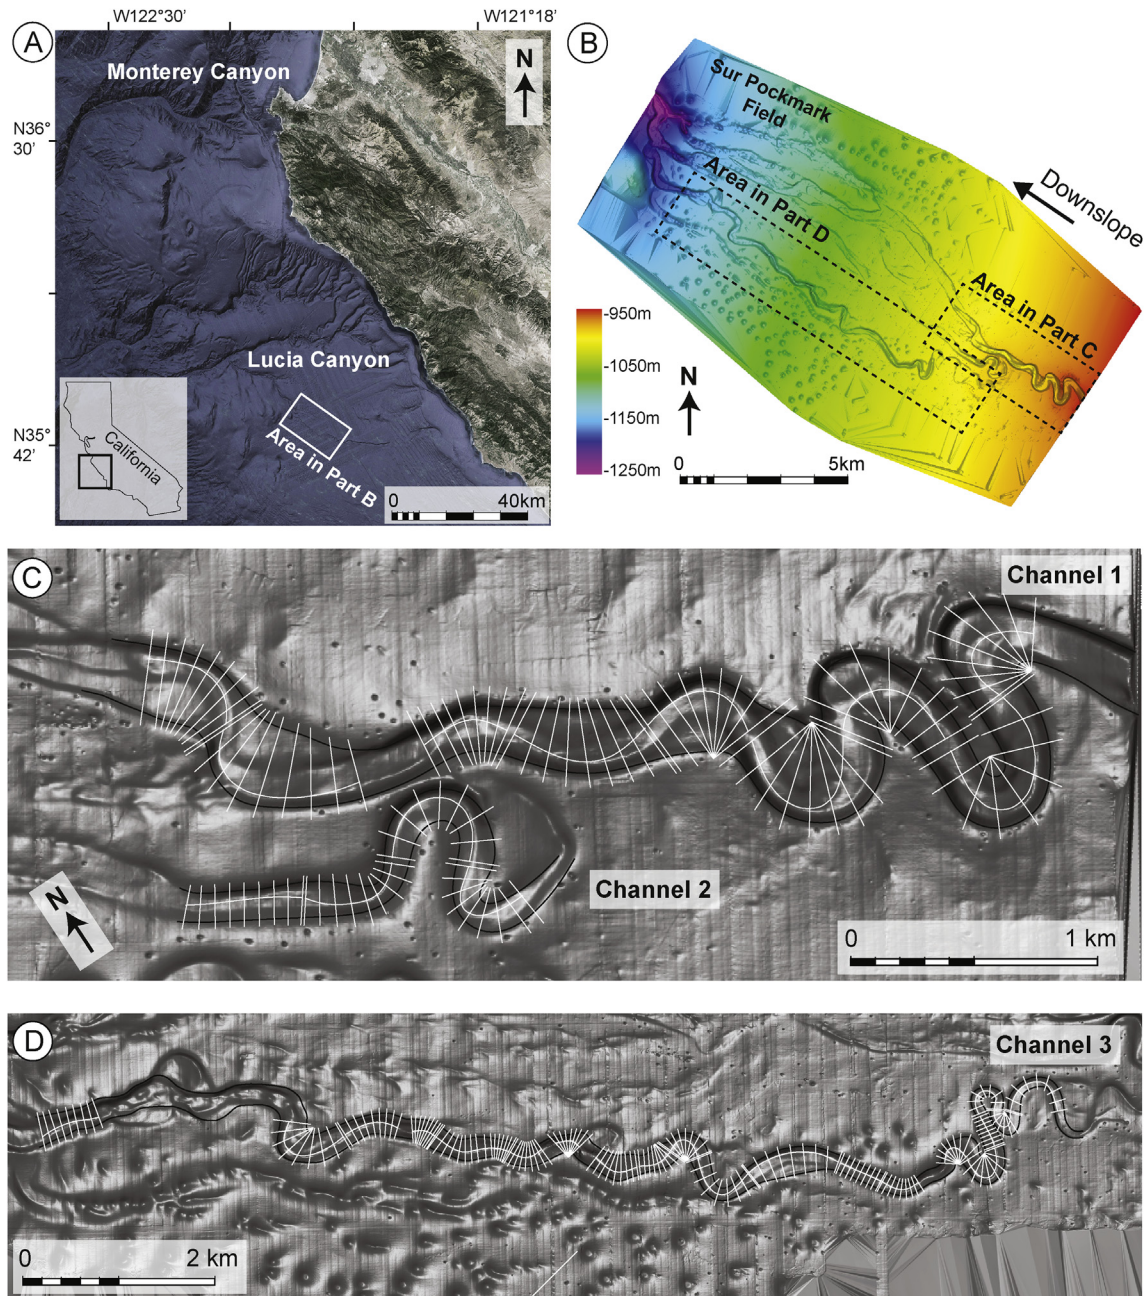 A
W122°30’
W121°18’
Monterey Canyon
N
N36°
30’
Lucia Canyon
N35°
42’
Area in Part B
California
0
40km
B
Sur Pockmark
Field
Area in Part D
Downslope
Area in Part C
-950m
-1050m
-1150m
-1250m
N
0
5km
C
Channel 1
Channel 2
N
0
1 km
D
Channel 3
0
2 km